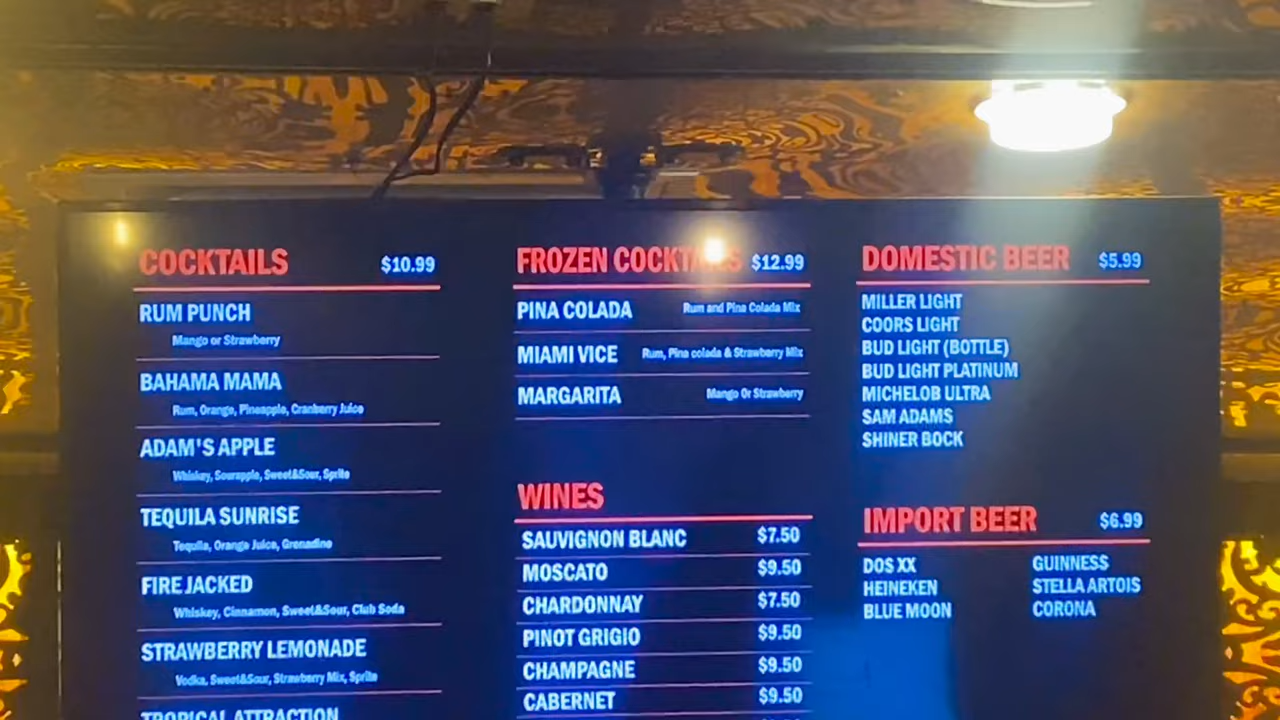 COCKTAILS $10.99
RUM PUNCH
Mango or Strawberry
BAHAMA MAMA
Rum, Orange, Pineapple, Cranberry Juice
ADAM'S APPLE
Whiskey, Sourapple, Sweet&Sour, Sprite
TEQUILA SUNRISE
Tequila, Orange Juice, Grenadine
FIRE JACKED
Whiskey, Cinnamon, Sweet&Sour, Club Soda
STRAWBERRY LEMONADE
Vodka, Sweet&Sour, Strawberry Mix, Sprite
TROPICAL ATTRACTION
FROZEN COCKTAILS $12.99
PINA COLADA Rum and Pina Colada Mix
MIAMI VICE Rum, Pina colada & Strawberry Mix
MARGARITA Mango Or Strawberry
WINES
SAUVIGNON BLANC $7.50
MOSCATO $9.50
CHARDONNAY $7.50
PINOT GRIGIO $9.50
CHAMPAGNE $9.50
CABERNET $9.50
DOMESTIC BEER $5.99
MILLER LIGHT
COORS LIGHT
BUD LIGHT (BOTTLE)
BUD LIGHT PLATINUM
MICHELOB ULTRA
SAM ADAMS
SHINER BOCK
IMPORT BEER $6.99
DOS XX GUINNESS
HEINEKEN STELLA ARTOIS
BLUE MOON CORONA